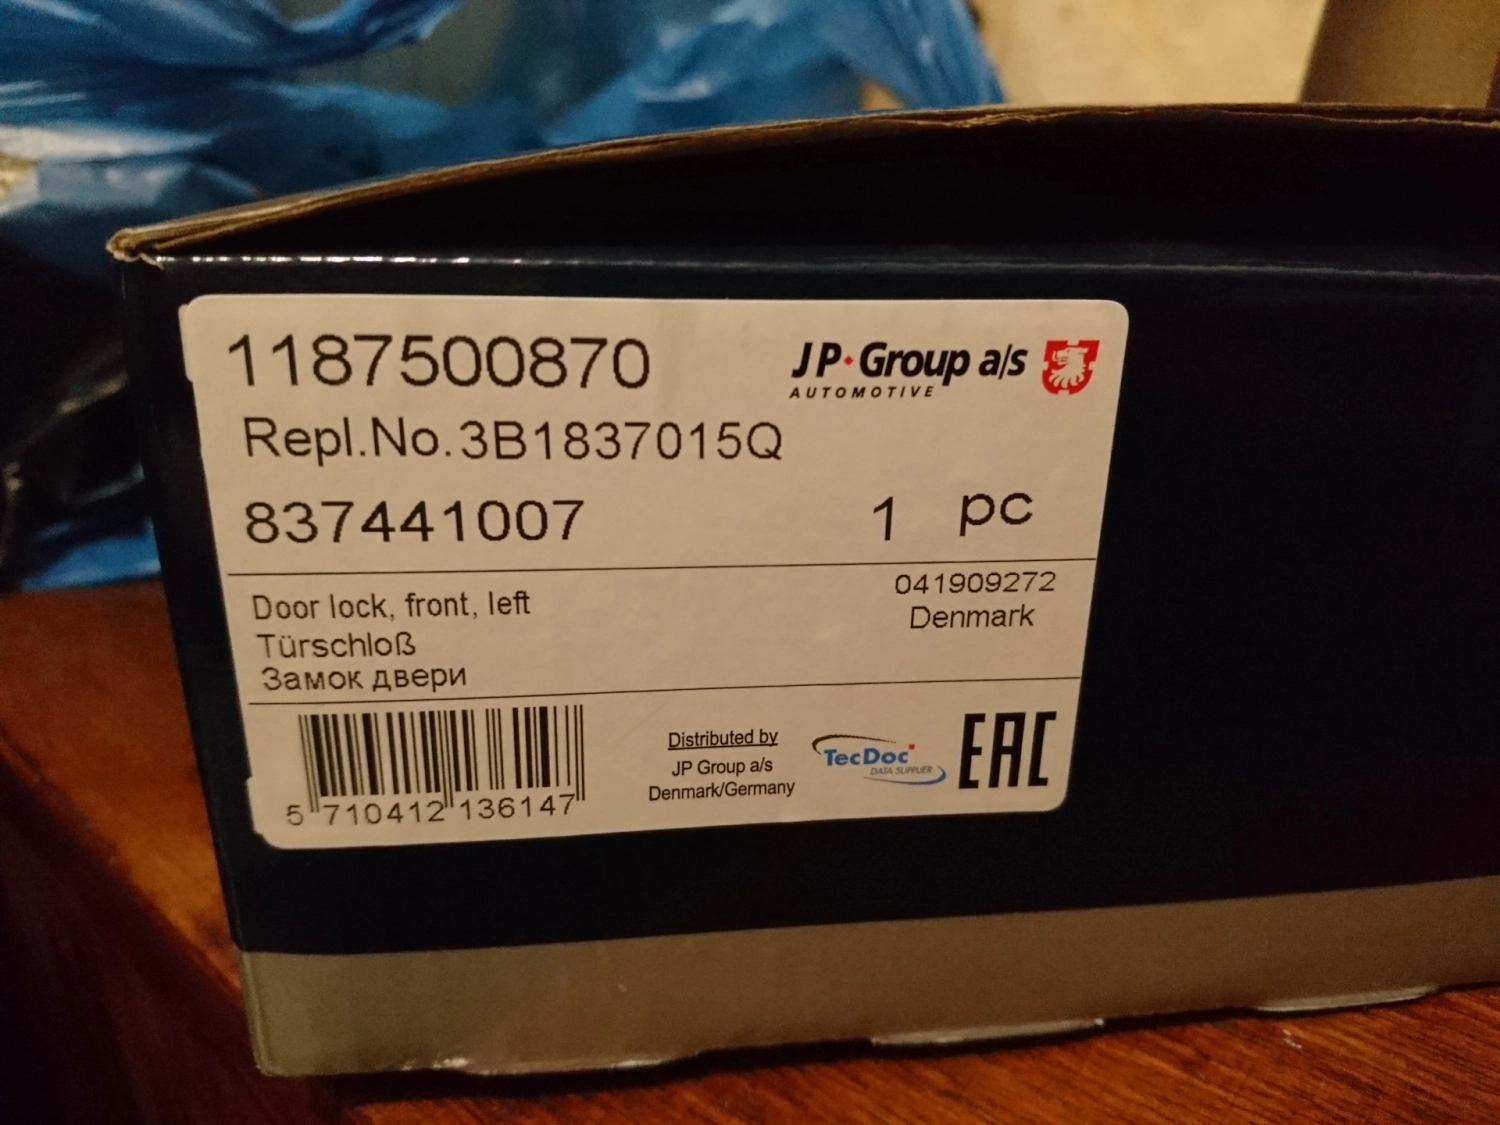 1187500870
JP Group a/s
AUTOMOTIVE
Repl.No.3B1837015Q
837441007 1 pc
Door lock, front, left
Türschloß
Замок двери
041909272
Denmark
5 710412 136147
Distributed by
JP Group a/s
Denmark/Germany
TecDoc
DATA SUPPLIER
EAC